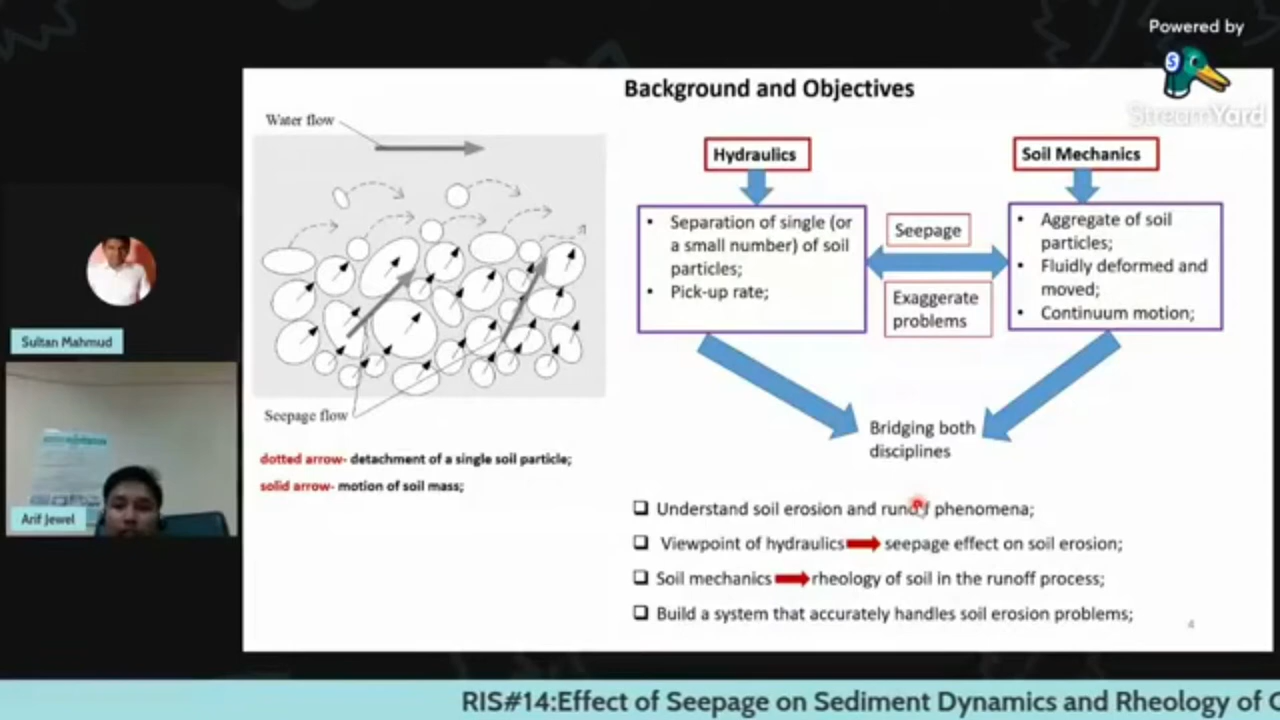 Powered by
StreamYard
Background and Objectives
Water flow
Seepage flow
dotted arrow- detachment of a single soil particle;
solid arrow- motion of soil mass;
Hydraulics
Soil Mechanics
• Separation of single (or
a small number) of soil
particles;
• Pick-up rate;
Seepage
Exaggerate
problems
• Aggregate of soil
particles;
• Fluidly deformed and
moved;
• Continuum motion;
Bridging both
disciplines
Understand soil erosion and runoff phenomena;
Viewpoint of hydraulics seepage effect on soil erosion;
Soil mechanics rheology of soil in the runoff process;
Build a system that accurately handles soil erosion problems;
4
Sultan Mahmud
Arif Jewel
RIS#14:Effect of Seepage on Sediment Dynamics and Rheology of